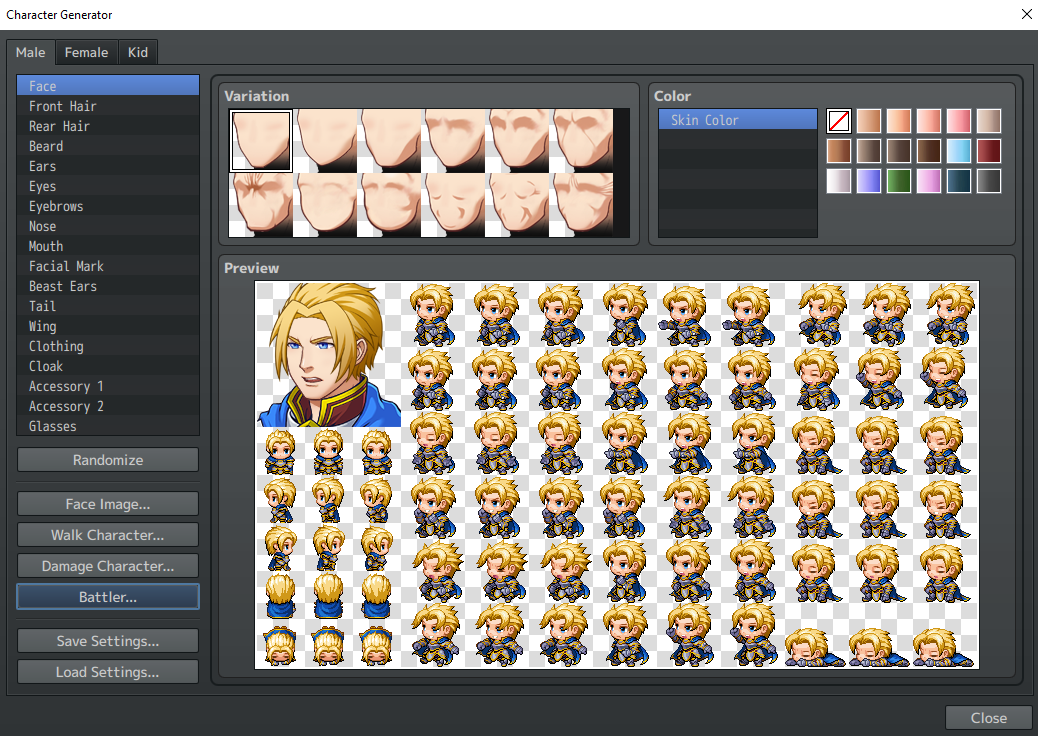 Character Generator
Male
Female
Kid
Face
Front Hair
Rear Hair
Beard
Ears
Eyes
Eyebrows
Nose
Mouth
Facial Mark
Beast Ears
Tail
Wing
Clothing
Cloak
Accessory 1
Accessory 2
Glasses
Randomize
Face Image...
Walk Character...
Damage Character...
Battler...
Save Settings...
Load Settings...
Variation
Color
Skin Color
Preview
Close